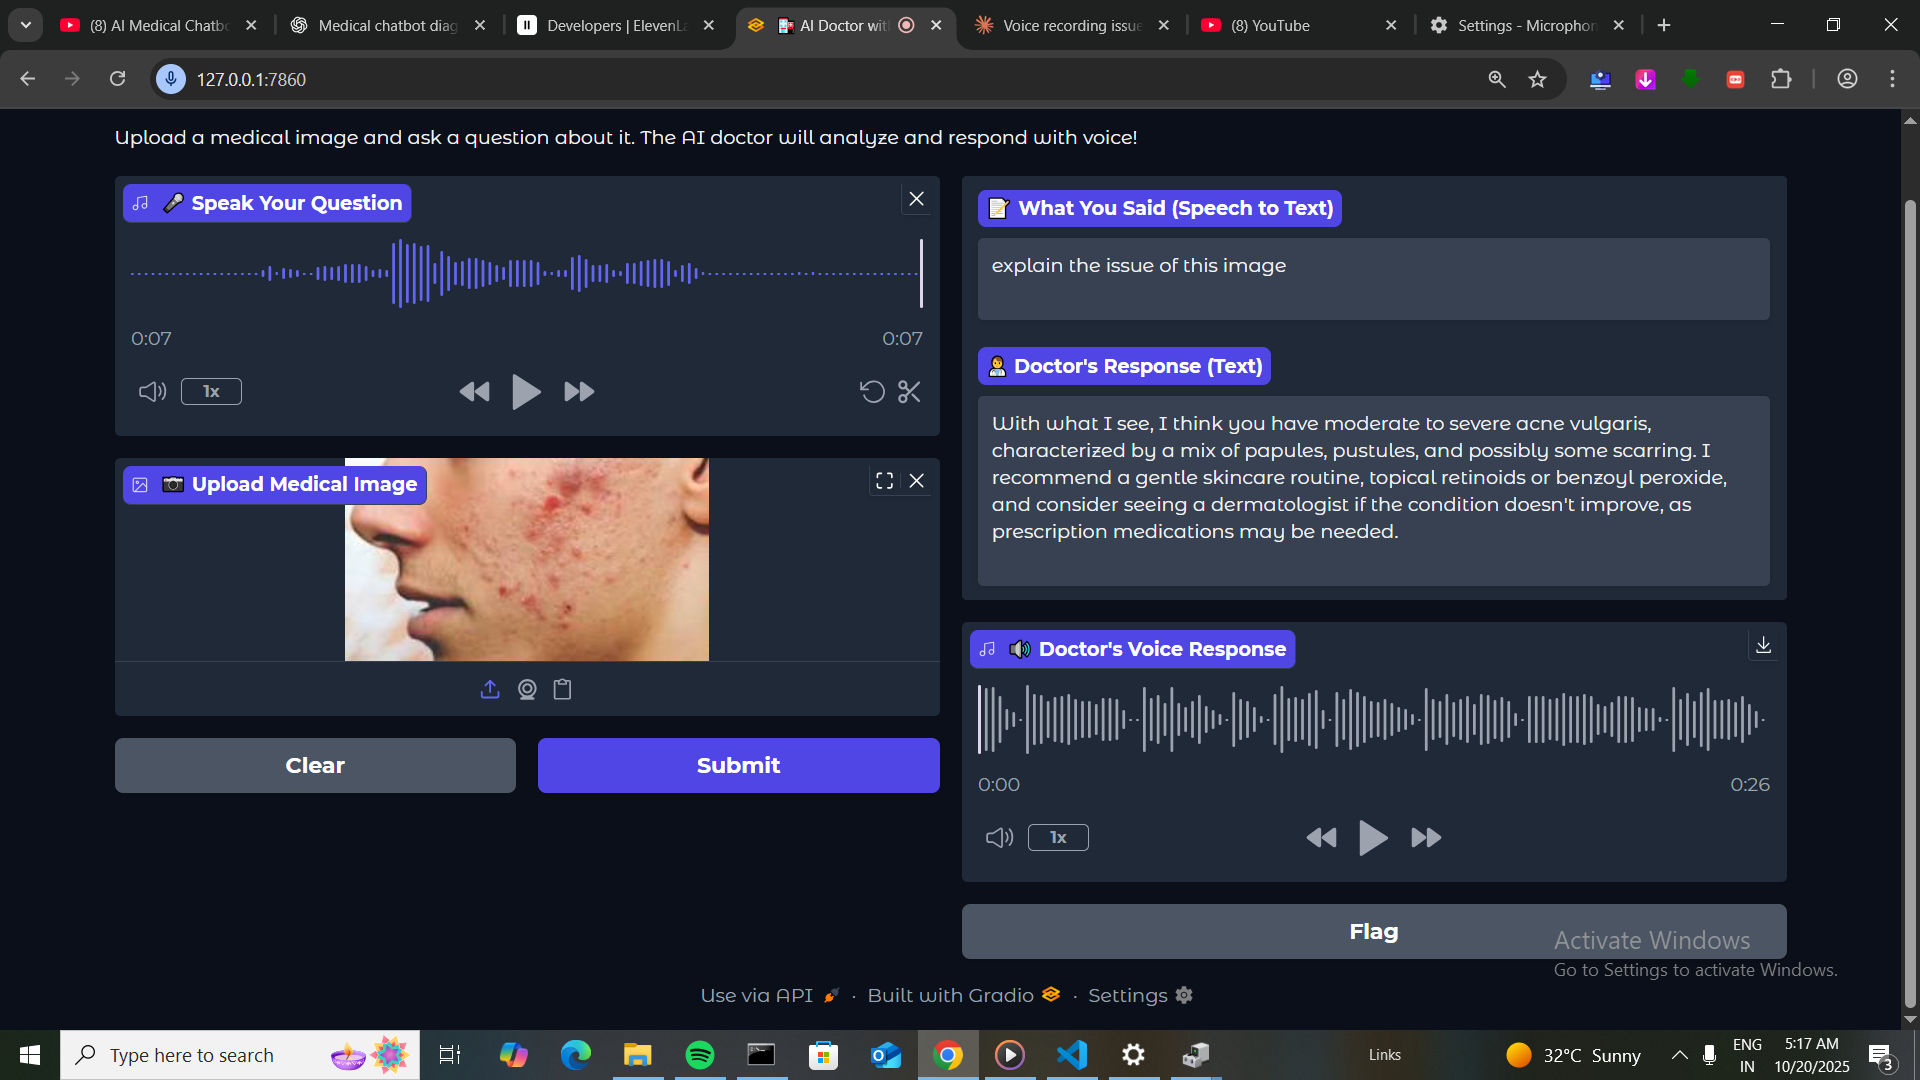 (8) AI Medical Chatbo
Medical chatbot diag
Developers | ElevenLa
AI Doctor with
Voice recording issue
(8) YouTube
Settings - Microphon
127.0.0.1:7860
Upload a medical image and ask a question about it. The AI doctor will analyze and respond with voice!
Speak Your Question
0:07
0:07
1x
Upload Medical Image
Clear
Submit
What You Said (Speech to Text)
explain the issue of this image
Doctor's Response (Text)
With what I see, I think you have moderate to severe acne vulgaris,
characterized by a mix of papules, pustules, and possibly some scarring. I
recommend a gentle skincare routine, topical retinoids or benzoyl peroxide,
and consider seeing a dermatologist if the condition doesn't improve, as
prescription medications may be needed.
Doctor's Voice Response
0:00
0:26
1x
Flag
Activate Windows
Go to Settings to activate Windows.
Use via API · Built with Gradio · Settings
Type here to search
Links
32°C Sunny
ENG
IN
5:17 AM
10/20/2025
3